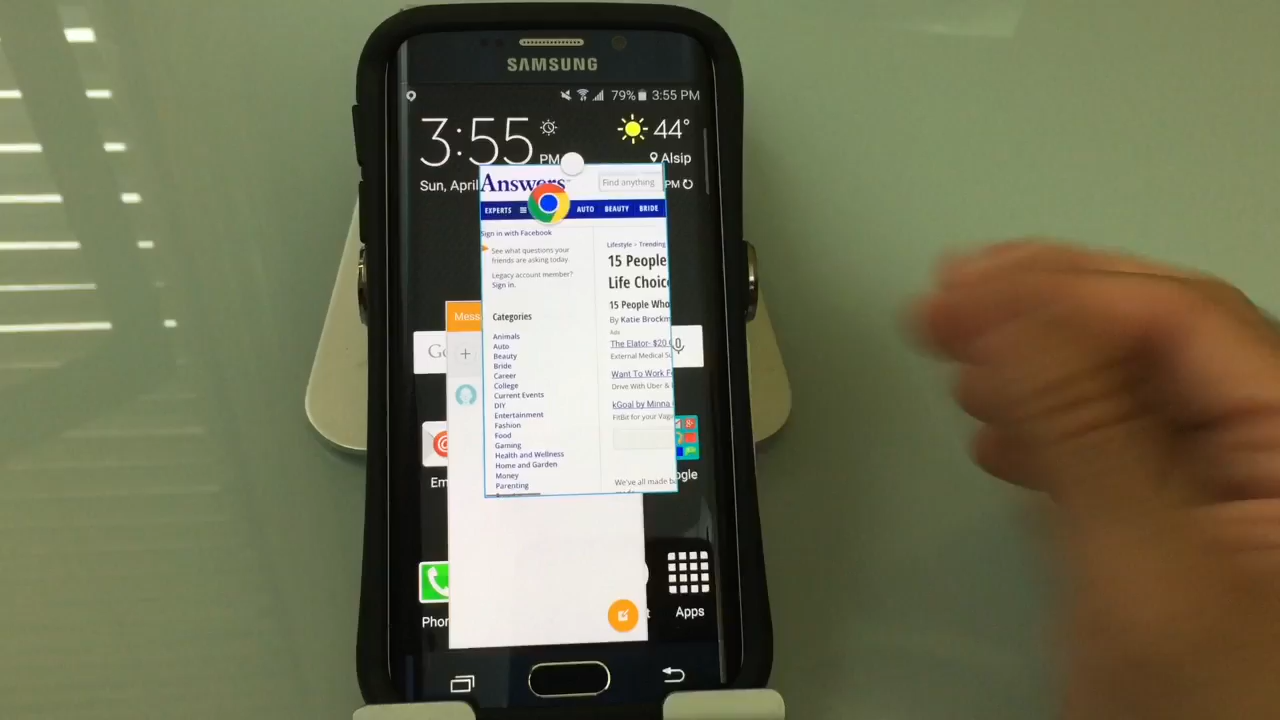 SAMSUNG
79% 3:55 PM
3:55 PM
44°
Alsip
Sun, April
PM
Answers
Find anything
EXPERTS AUTO BEAUTY BRIDE
Sign in with Facebook
See what questions your
friends are asking today.
Legacy account member?
Sign in.
Categories
Animals
Auto
Beauty
Bride
Career
College
Current Events
DIY
Entertainment
Fashion
Food
Gaming
Health and Wellness
Home and Garden
Money
Parenting
Lifestyle » Trending
15 People
Life Choic
15 People Who
By Katie Brockm
Ads
The Elator- $20
External Medical
Want To Work F
Drive With Uber &
kGoal by Minna
FitBit for your Vag
We've all made ba
Mess
+
Go
Em
gle
Phon
Apps